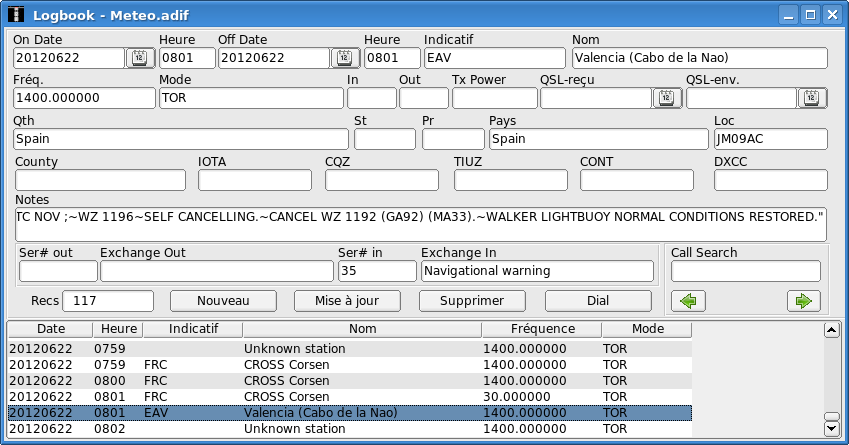 Logbook - Meteo.adif
On Date Heure Off Date Heure Indicatif Nom
20120622 12 0801 20120622 12 0801 EAV Valencia (Cabo de la Nao)
Fréq. Mode In Out Tx Power QSL-reçu QSL-env.
1400.000000 TOR 12 12
Qth St Pr Pays Loc
Spain Spain JM09AC
County IOTA CQZ TIUZ CONT DXCC
Notes
TC NOV ;~WZ 1196~SELF CANCELLING.~CANCEL WZ 1192 (GA92) (MA33).~WALKER LIGHTBUOY NORMAL CONDITIONS RESTORED."
Ser# out Exchange Out Ser# in Exchange In Call Search
35 Navigational warning
Recs 117 Nouveau Mise à jour Supprimer Dial
Date Heure Indicatif Nom Fréquence Mode
20120622 0759 Unknown station 1400.000000 TOR
20120622 0759 FRC CROSS Corsen 1400.000000 TOR
20120622 0800 FRC CROSS Corsen 1400.000000 TOR
20120622 0801 FRC CROSS Corsen 30.000000 TOR
20120622 0801 EAV Valencia (Cabo de la Nao) 1400.000000 TOR
20120622 0802 Unknown station 1400.000000 TOR